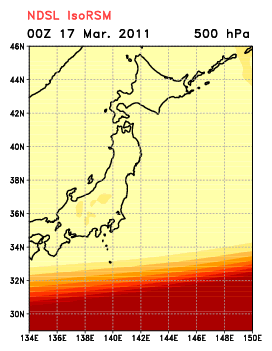 NDSL IsoRSM
00Z 17 Mar. 2011 500 hPa
46N
44N
42N
40N
38N
36N
34N
32N
30N
134E 136E 138E 140E 142E 144E 146E 148E 150E